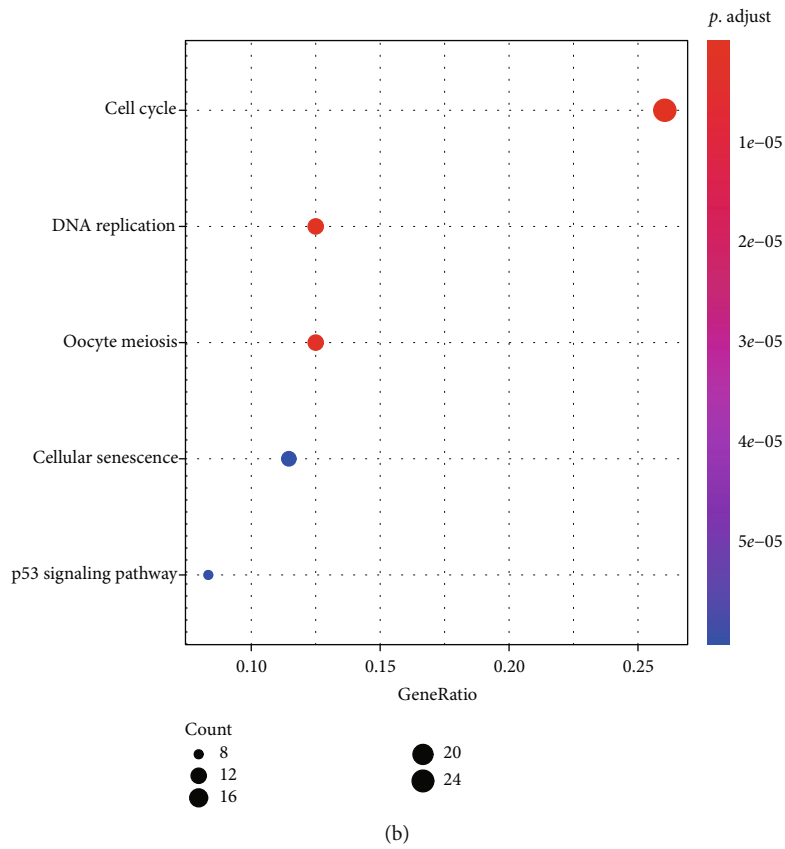 p. adjust
Cell cycle
DNA replication
Oocyte meiosis
Cellular senescence
p53 signaling pathway
1e−05
2e−05
3e−05
4e−05
5e−05
0.10 0.15 0.20 0.25
GeneRatio
Count
8 20
12 24
16
(b)